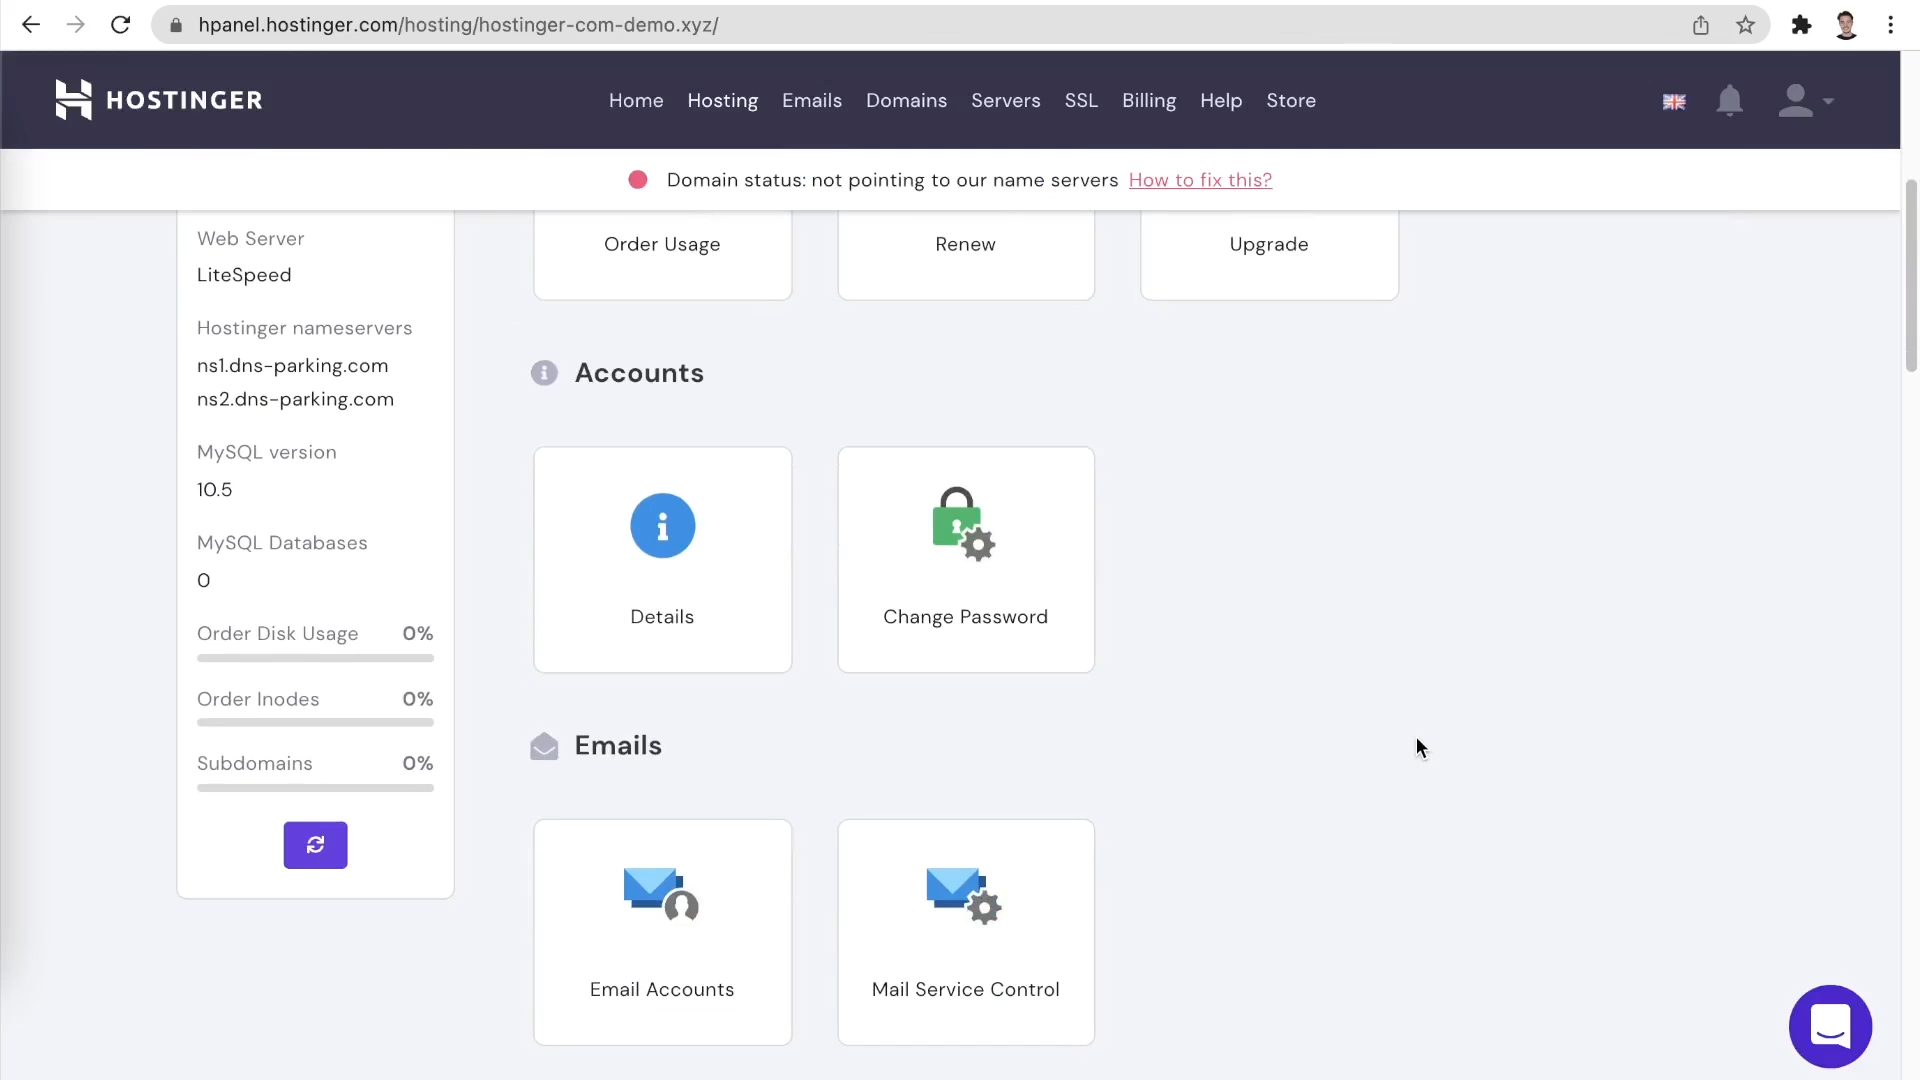 hpanel.hostinger.com/hosting/hostinger-com-demo.xyz/
HOSTINGER
Home Hosting Emails Domains Servers SSL Billing Help Store
Domain status: not pointing to our name servers How to fix this?
Web Server
LiteSpeed
Hostinger nameservers
ns1.dns-parking.com
ns2.dns-parking.com
MySQL version
10.5
MySQL Databases
0
Order Disk Usage 0%
Order Inodes 0%
Subdomains 0%
Order Usage
Renew
Upgrade
Accounts
Details
Change Password
Emails
Email Accounts
Mail Service Control